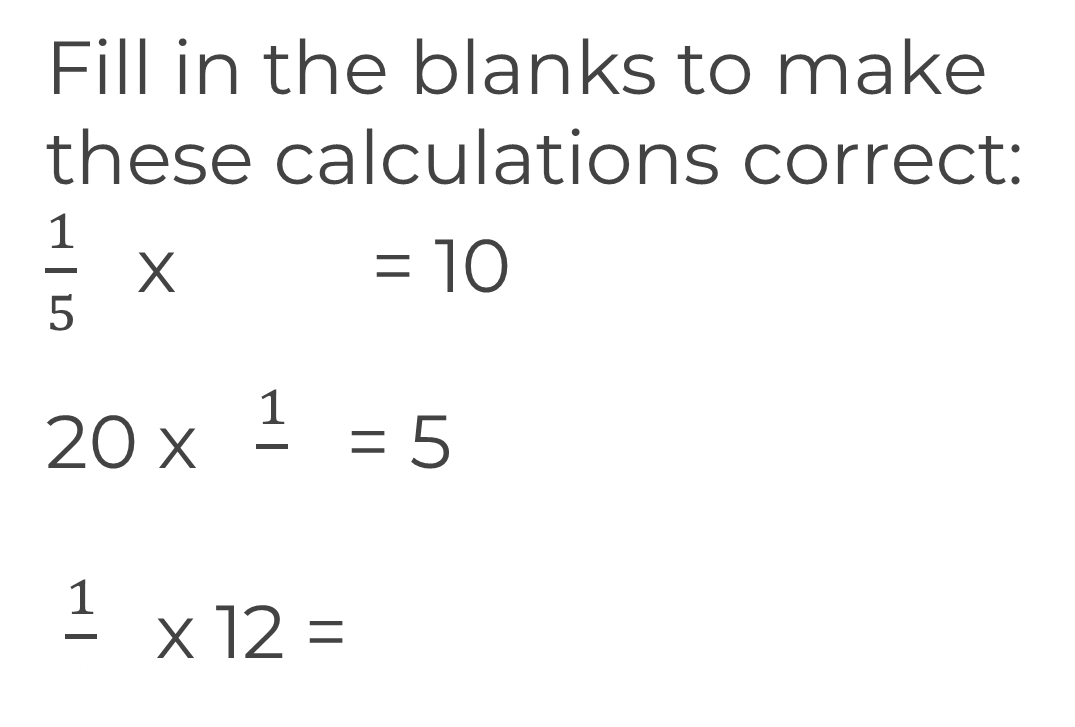 Fill in the blanks to make
these calculations correct:
1/5 x = 10
20 x 1/ = 5
1/ x 12 =